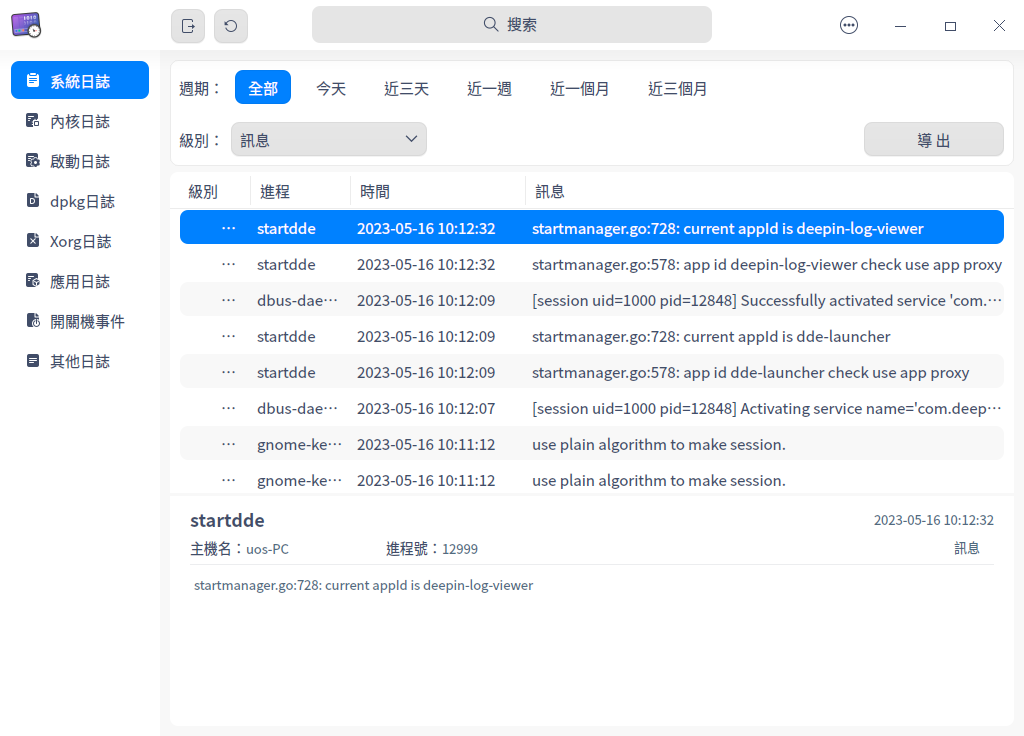 搜索
系統日誌
內核日誌
啟動日誌
dpkg日誌
Xorg日誌
應用日誌
開關機事件
其他日誌
週期： 全部 今天 近三天 近一週 近一個月 近三個月
級別： 訊息 導 出
級別 進程 時間 訊息
··· startdde 2023-05-16 10:12:32 startmanager.go:728: current appId is deepin-log-viewer
··· startdde 2023-05-16 10:12:32 startmanager.go:578: app id deepin-log-viewer check use app proxy
··· dbus-dae··· 2023-05-16 10:12:09 [session uid=1000 pid=12848] Successfully activated service 'com.···
··· startdde 2023-05-16 10:12:09 startmanager.go:728: current appId is dde-launcher
··· startdde 2023-05-16 10:12:09 startmanager.go:578: app id dde-launcher check use app proxy
··· dbus-dae··· 2023-05-16 10:12:07 [session uid=1000 pid=12848] Activating service name='com.deep···
··· gnome-ke··· 2023-05-16 10:11:12 use plain algorithm to make session.
··· gnome-ke··· 2023-05-16 10:11:12 use plain algorithm to make session.
startdde 2023-05-16 10:12:32
主機名：uos-PC 進程號：12999 訊息
startmanager.go:728: current appId is deepin-log-viewer